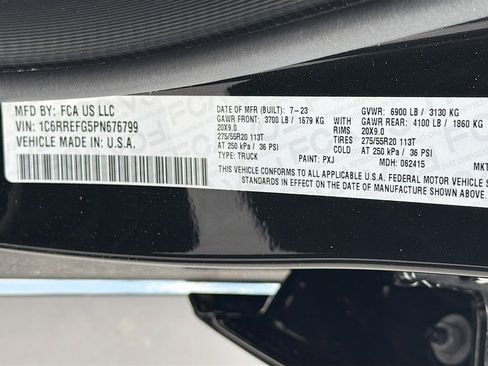 MFD BY: FCA US LLC
VIN: 1C6RREFG5PN676799
VEHICLE MADE IN: U.S.A.
DATE OF MFR (BUILT): 7-23
GVWR: 6900 LB / 3130 KG
GAWR FRONT: 3700 LB / 1679 KG
GAWR REAR: 4100 LB / 1860 KG
20X9.0
20X9.0
275/55R20 113T
275/55R20 113T
AT 250 kPa / 36 PSI
AT 250 kPa / 36 PSI
TYPE: TRUCK
PAINT: PXJ
MDH: 062415
MKT
THIS VEHICLE CONFORMS TO ALL APPLICABLE U.S.A. FEDERAL MOTOR VEHICLE S
STANDARDS IN EFFECT ON THE DATE OF MANUFACTURE SHOWN ABOVE.